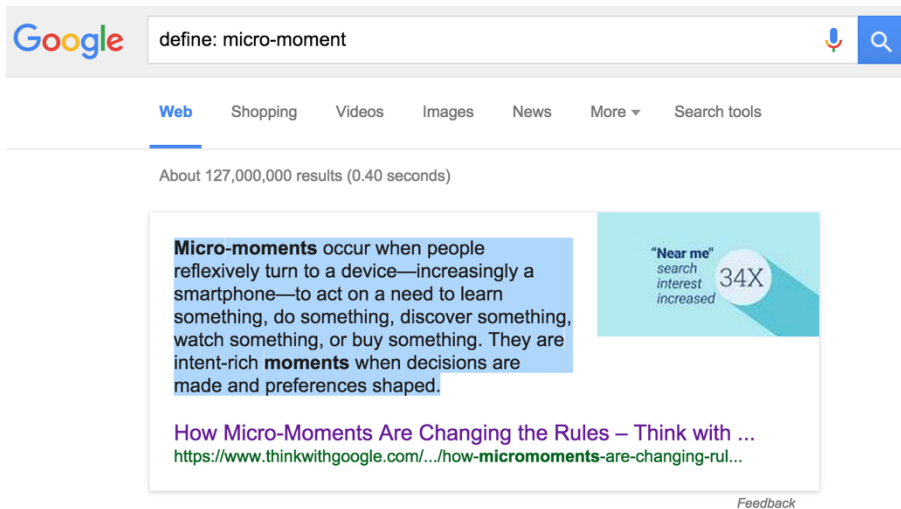 Google
define: micro-moment
Web Shopping Videos Images News More Search tools
About 127,000,000 results (0.40 seconds)
Micro-moments occur when people
reflexively turn to a device—increasingly a
smartphone—to act on a need to learn
something, do something, discover something,
watch something, or buy something. They are
intent-rich moments when decisions are
made and preferences shaped.
"Near me"
search
interest
increased
34X
How Micro-Moments Are Changing the Rules – Think with ...
https://www.thinkwithgoogle.com/.../how-micromoments-are-changing-rul...
Feedback